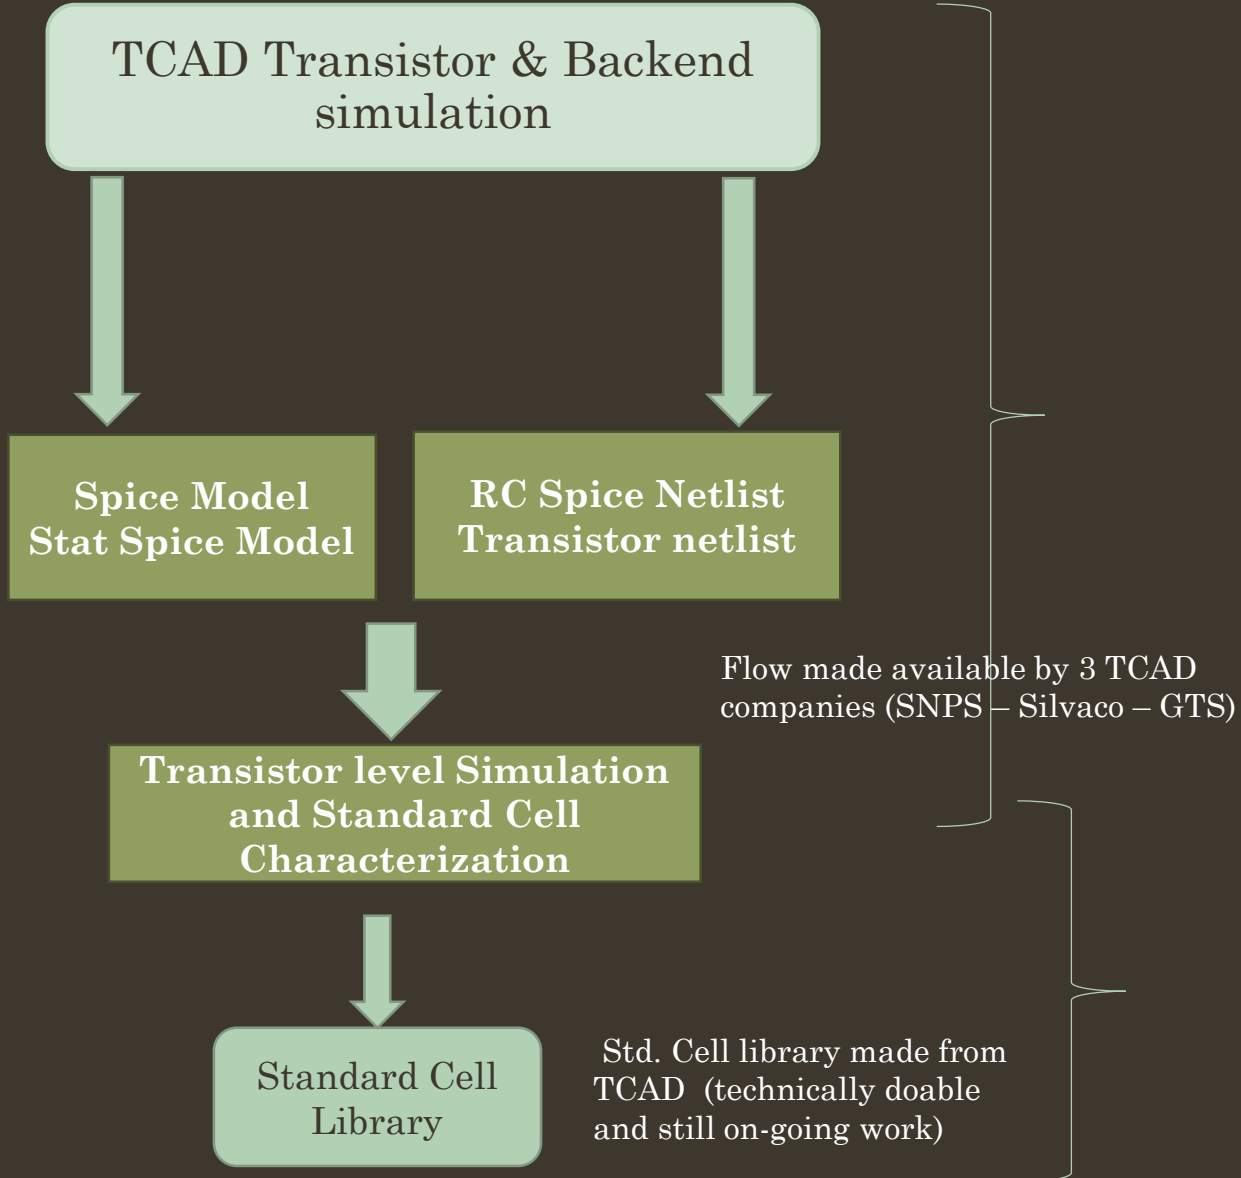 TCAD Transistor & Backend
simulation
Spice Model
Stat Spice Model
RC Spice Netlist
Transistor netlist
Flow made available by 3 TCAD
companies (SNPS – Silvaco – GTS)
Transistor level Simulation
and Standard Cell
Characterization
Standard Cell
Library
Std. Cell library made from
TCAD (technically doable
and still on-going work)